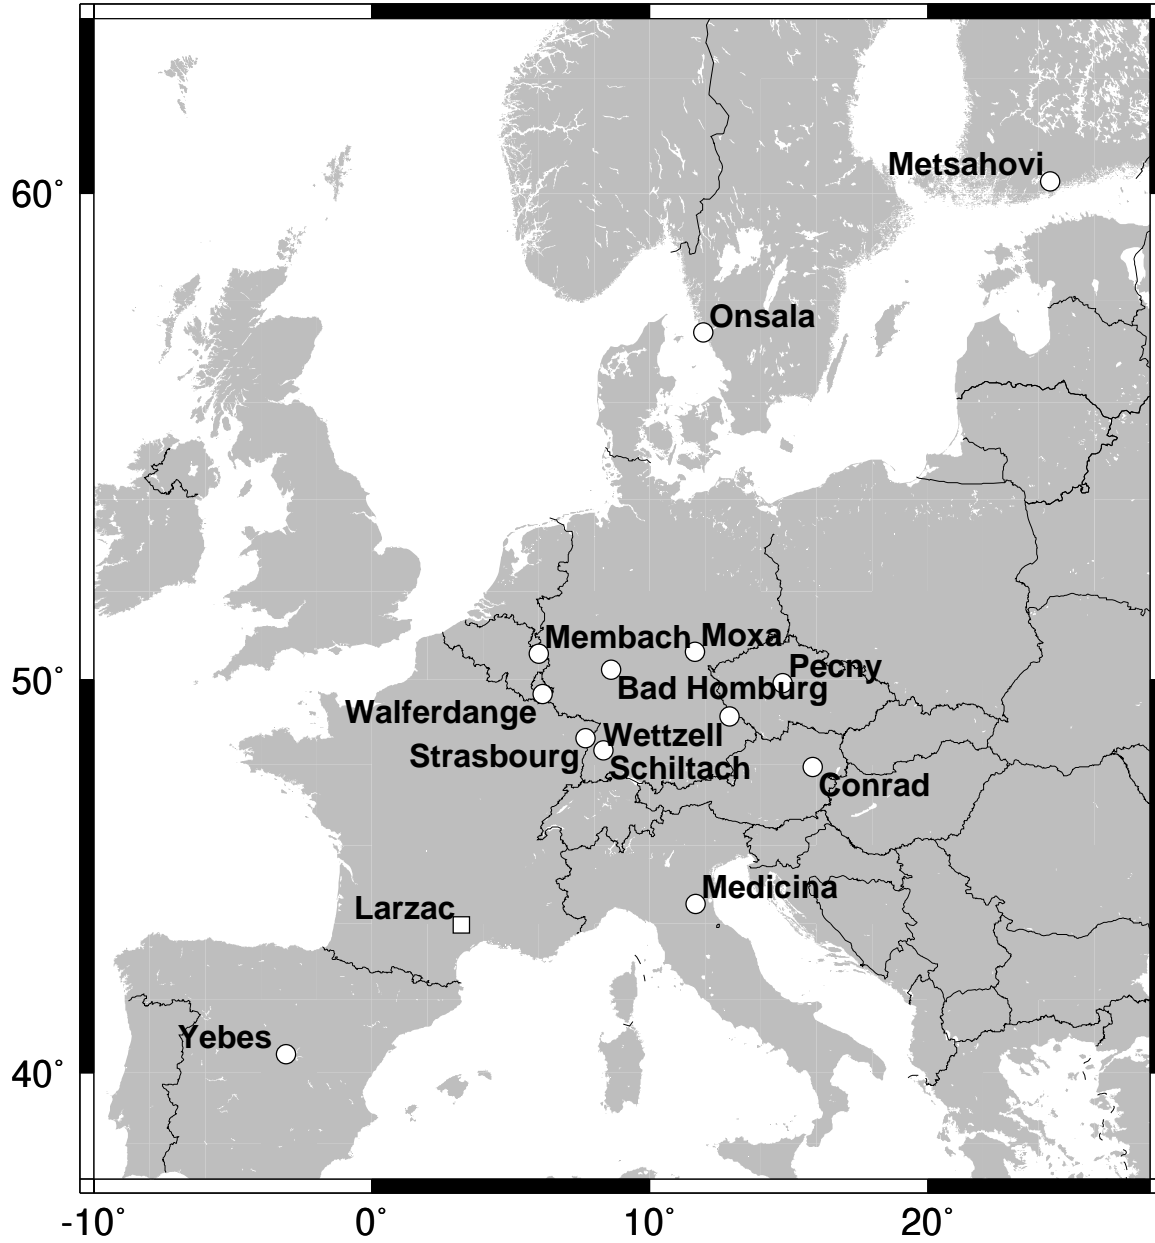 Metsahovi
60°
Onsala
Membach
Moxa
Pecny
50°
Bad Homburg
Walferdange
Wettzell
Strasbourg
Schiltach
Conrad
Medicina
Larzac
Yebes
40°
-10°
0°
10°
20°